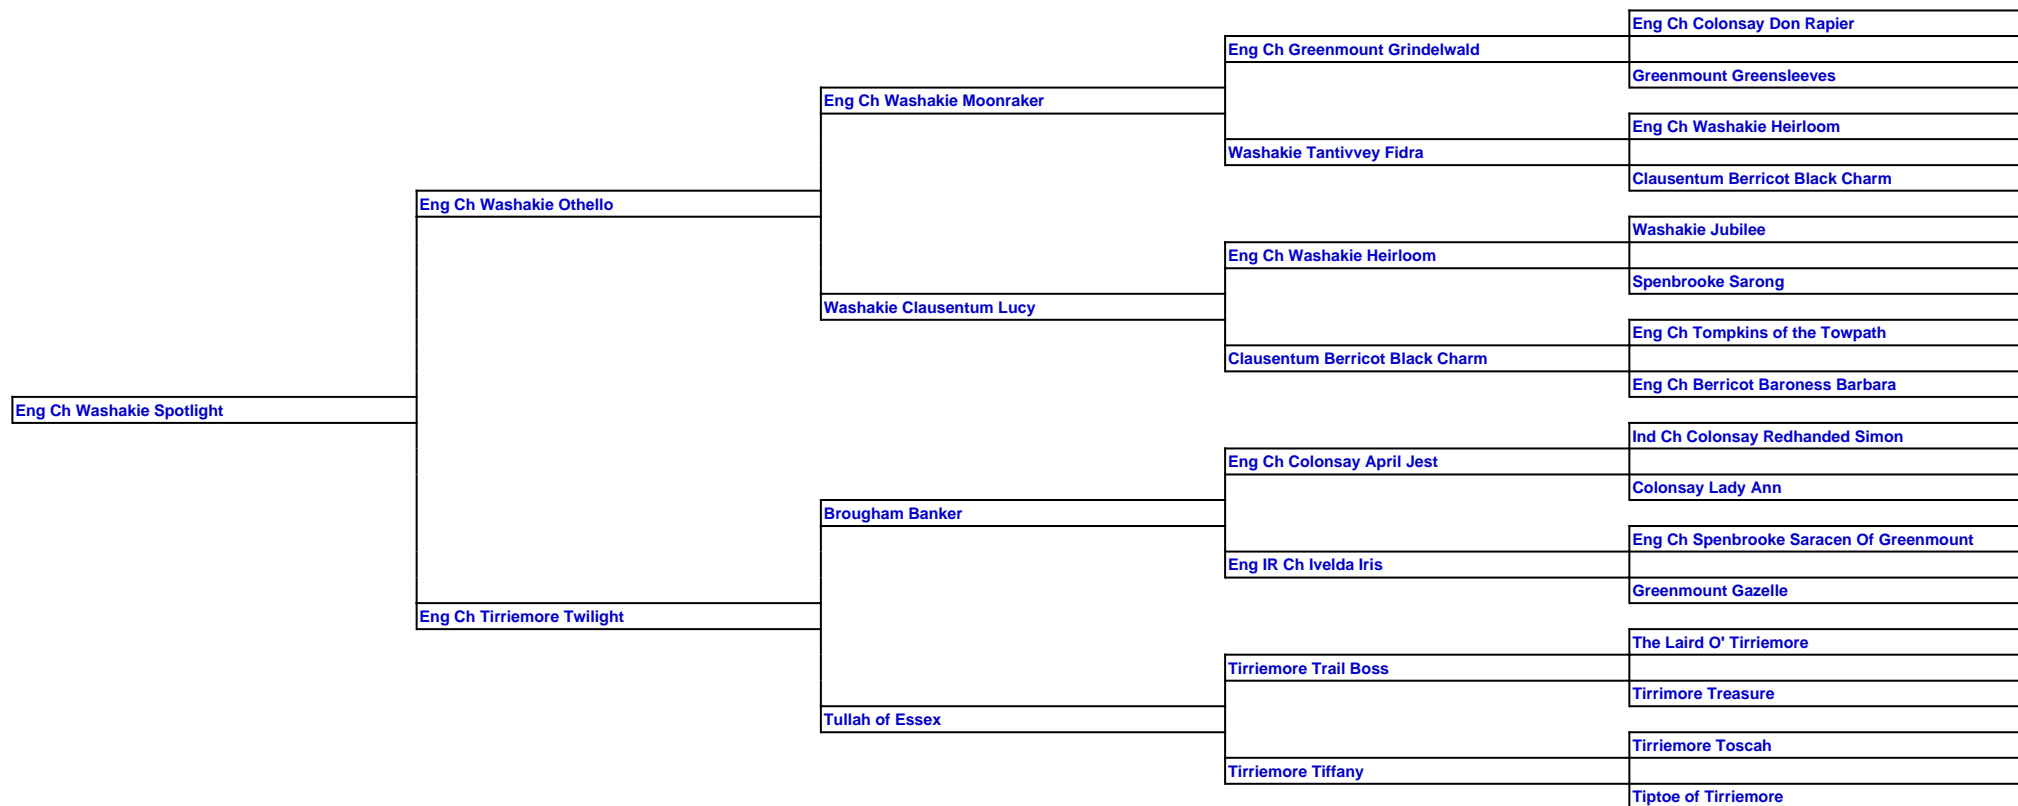 Eng Ch Colonsay Don Rapier
Eng Ch Greenmount Grindelwald
Greenmount Greensleeves
Eng Ch Washakie Moonraker
Eng Ch Washakie Heirloom
Washakie Tantivvey Fidra
Clausentum Berricot Black Charm
Eng Ch Washakie Othello
Washakie Jubilee
Eng Ch Washakie Heirloom
Spenbrooke Sarong
Washakie Clausentum Lucy
Eng Ch Tompkins of the Towpath
Clausentum Berricot Black Charm
Eng Ch Berricot Baroness Barbara
Eng Ch Washakie Spotlight
Ind Ch Colonsay Redhanded Simon
Eng Ch Colonsay April Jest
Colonsay Lady Ann
Brougham Banker
Eng Ch Spenbrooke Saracen Of Greenmount
Eng IR Ch Ivelda Iris
Greenmount Gazelle
Eng Ch Tirriemore Twilight
The Laird O' Tirriemore
Tirriemore Trail Boss
Tirrimore Treasure
Tullah of Essex
Tirriemore Toscah
Tirriemore Tiffany
Tiptoe of Tirriemore